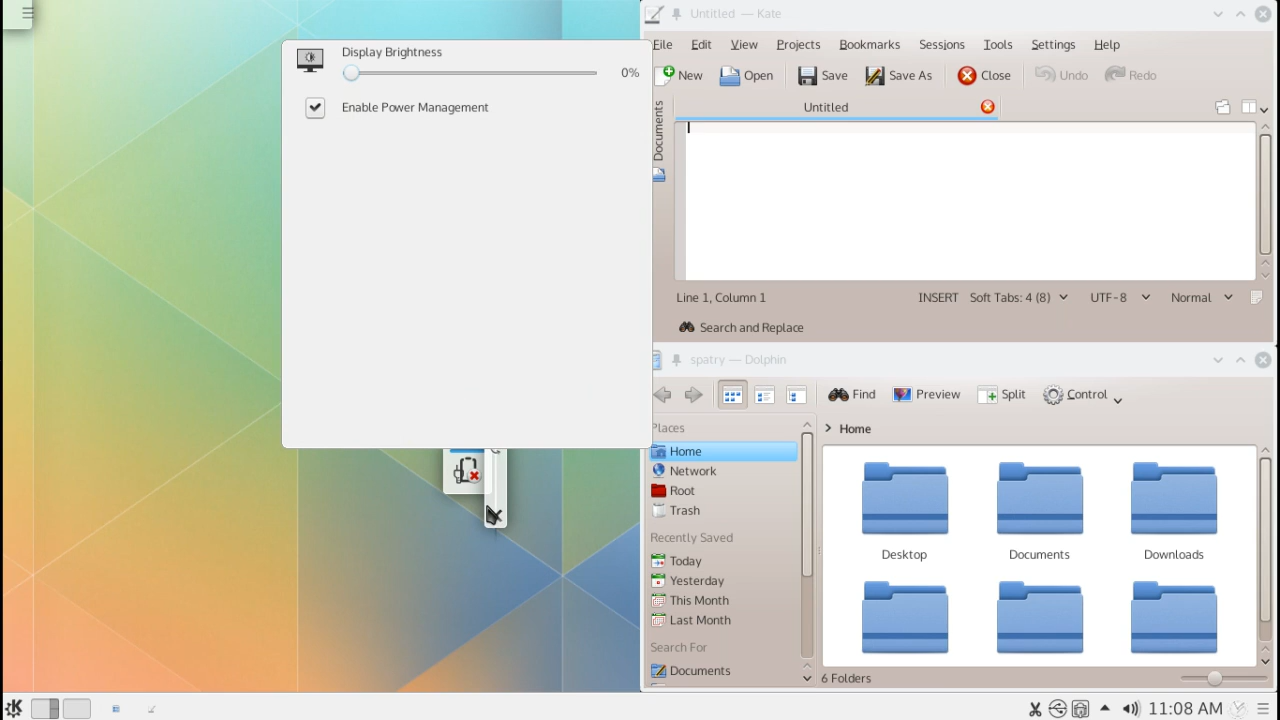 Untitled — Kate
File Edit View Projects Bookmarks Sessions Tools Settings Help
New Open Save Save As Close Undo Redo
Untitled
Documents
Line 1, Column 1 INSERT Soft Tabs: 4 (8) UTF-8 Normal
Search and Replace
Display Brightness
0%
Enable Power Management
spatry — Dolphin
Find Preview Split Control
Places
Home
Network
Root
Trash
Recently Saved
Today
Yesterday
This Month
Last Month
Search For
Documents
> Home
Desktop Documents Downloads
6 Folders
11:08 AM